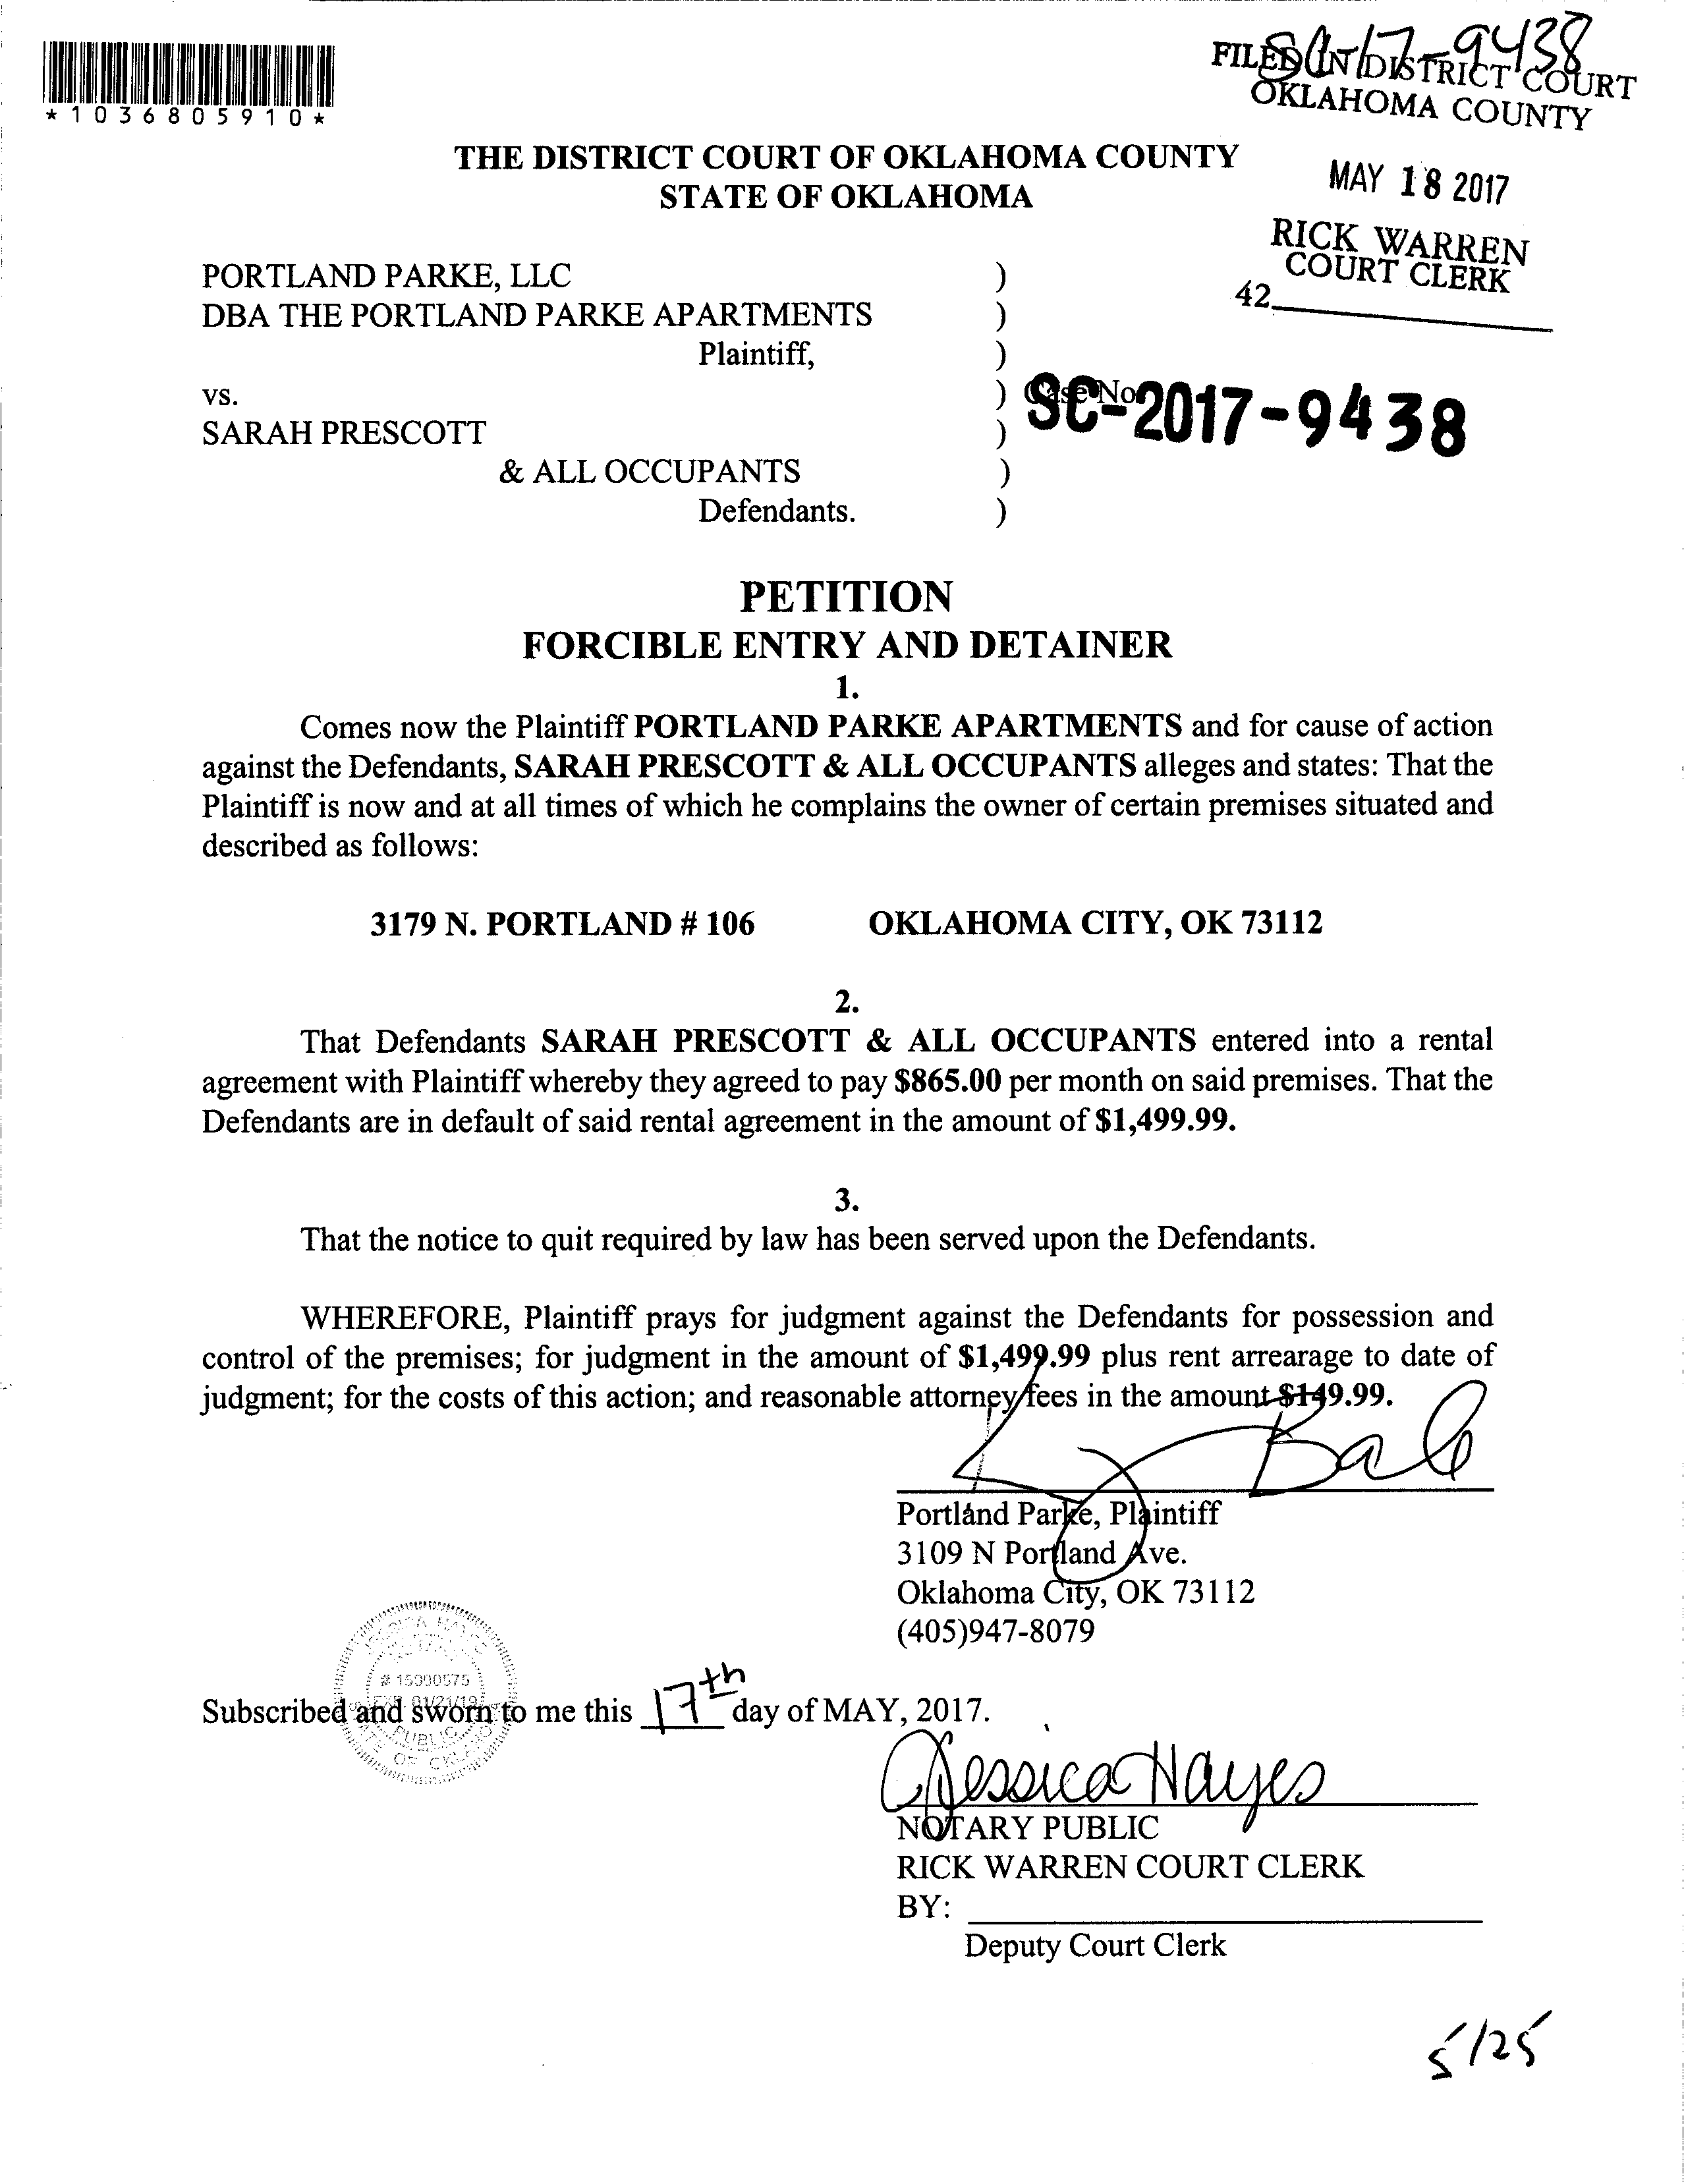 SC-17-9438
FILED IN DISTRICT COURT
OKLAHOMA COUNTY
*1036805910*
THE DISTRICT COURT OF OKLAHOMA COUNTY
STATE OF OKLAHOMA
MAY 18 2017
RICK WARREN
COURT CLERK
42
PORTLAND PARKE, LLC )
DBA THE PORTLAND PARKE APARTMENTS )
Plaintiff, )
vs. ) Case No. SC-2017-9438
SARAH PRESCOTT )
& ALL OCCUPANTS )
Defendants. )
PETITION
FORCIBLE ENTRY AND DETAINER
1.
Comes now the Plaintiff PORTLAND PARKE APARTMENTS and for cause of action
against the Defendants, SARAH PRESCOTT & ALL OCCUPANTS alleges and states: That the
Plaintiff is now and at all times of which he complains the owner of certain premises situated and
described as follows:
3179 N. PORTLAND # 106 OKLAHOMA CITY, OK 73112
2.
That Defendants SARAH PRESCOTT & ALL OCCUPANTS entered into a rental
agreement with Plaintiff whereby they agreed to pay $865.00 per month on said premises. That the
Defendants are in default of said rental agreement in the amount of $1,499.99.
3.
That the notice to quit required by law has been served upon the Defendants.
WHEREFORE, Plaintiff prays for judgment against the Defendants for possession and
control of the premises; for judgment in the amount of $1,499.99 plus rent arrearage to date of
judgment; for the costs of this action; and reasonable attorney fees in the amount $149.99.
Portland Parke, Plaintiff
3109 N Portland Ave.
Oklahoma City, OK 73112
(405)947-8079
# 15000575
EXP. 01/21/19
PUBLIC
STATE OF OKLAHOMA
Subscribed and sworn to me this 17th day of MAY, 2017.
Jessica Hayes
NOTARY PUBLIC
RICK WARREN COURT CLERK
BY:
Deputy Court Clerk
5/25